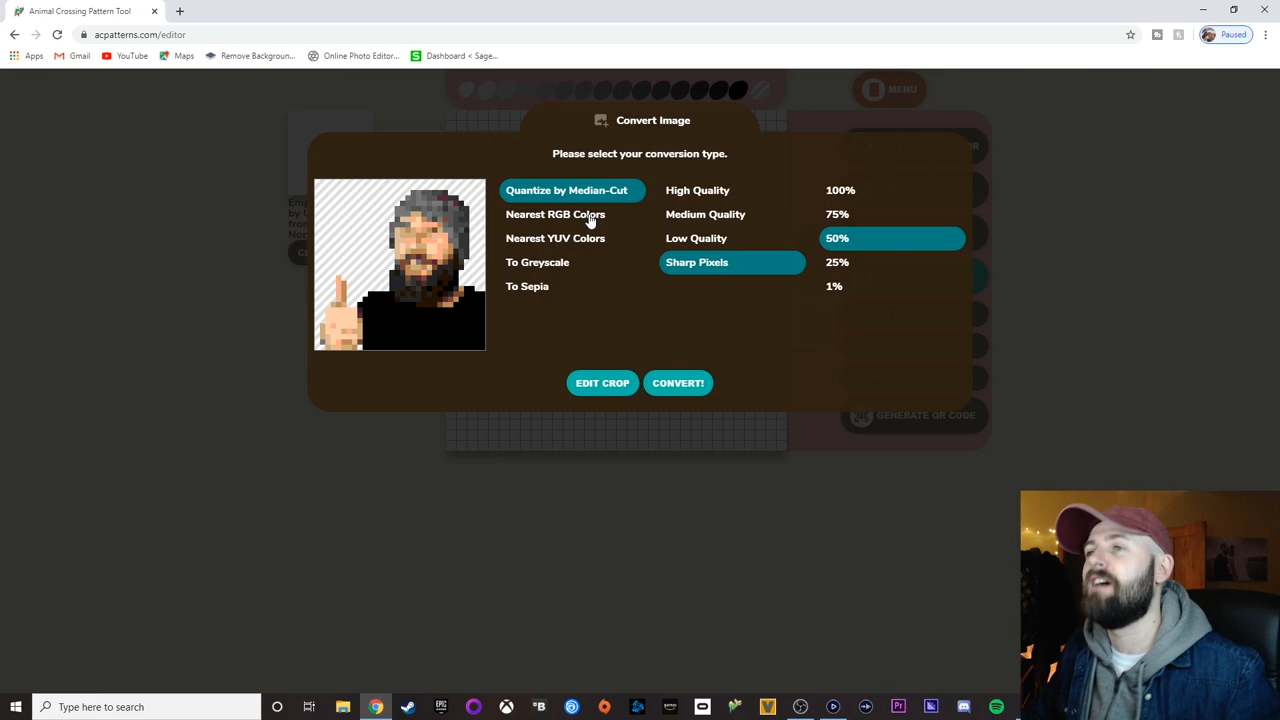 Animal Crossing Pattern Tool
acpatterns.com/editor
Paused
Apps
Gmail
YouTube
Maps
Remove Backgroun...
Online Photo Editor...
Dashboard < Sage...
MENU
Convert Image
Please select your conversion type.
Quantize by Median-Cut
High Quality
100%
Nearest RGB Colors
Medium Quality
75%
Nearest YUV Colors
Low Quality
50%
To Greyscale
Sharp Pixels
25%
To Sepia
1%
EDIT CROP
CONVERT!
GENERATE QR CODE
Type here to search